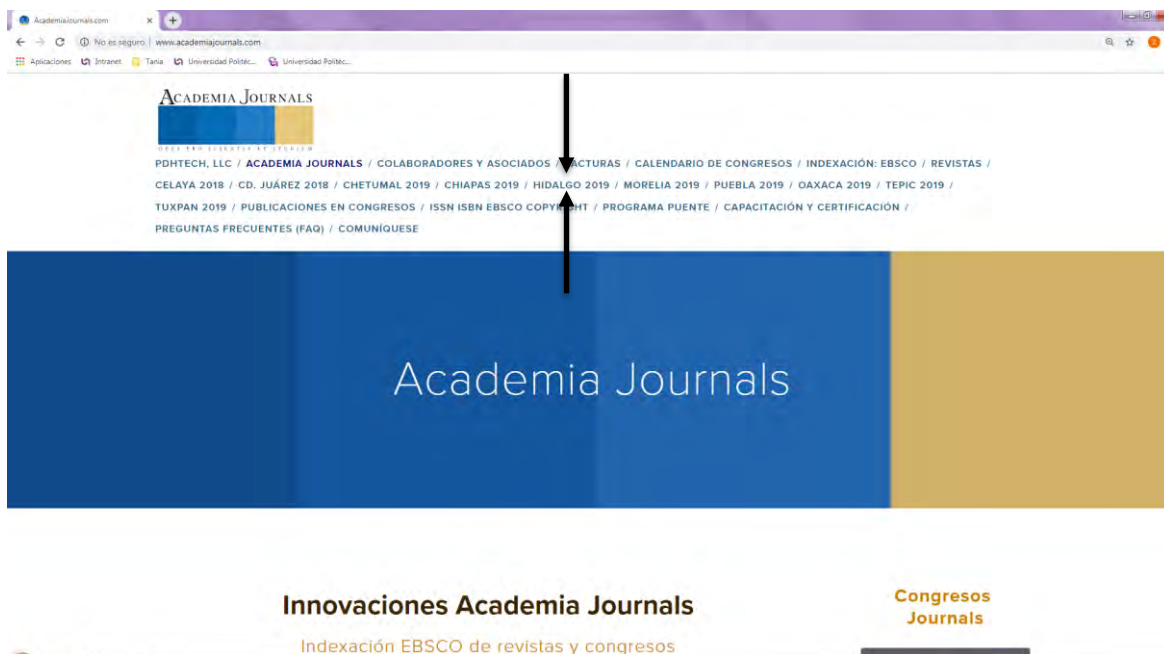 Academiajournals.com
No es seguro | www.academiajournals.com
Aplicaciones Intranet Tania Universidad Politéc... Universidad Politéc...
ACADEMIA JOURNALS
PDHTECH, LLC / ACADEMIA JOURNALS / COLABORADORES Y ASOCIADOS / FACTURAS / CALENDARIO DE CONGRESOS / INDEXACIÓN: EBSCO / REVISTAS /
CELAYA 2018 / CD. JUÁREZ 2018 / CHETUMAL 2019 / CHIAPAS 2019 / HIDALGO 2019 / MORELIA 2019 / PUEBLA 2019 / OAXACA 2019 / TEPIC 2019 /
TUXPAN 2019 / PUBLICACIONES EN CONGRESOS / ISSN ISBN EBSCO COPYRIGHT / PROGRAMA PUENTE / CAPACITACIÓN Y CERTIFICACIÓN /
PREGUNTAS FRECUENTES (FAQ) / COMUNÍQUESE
Academia Journals
Innovaciones Academia Journals
Indexación EBSCO de revistas y congresos
Congresos
Journals